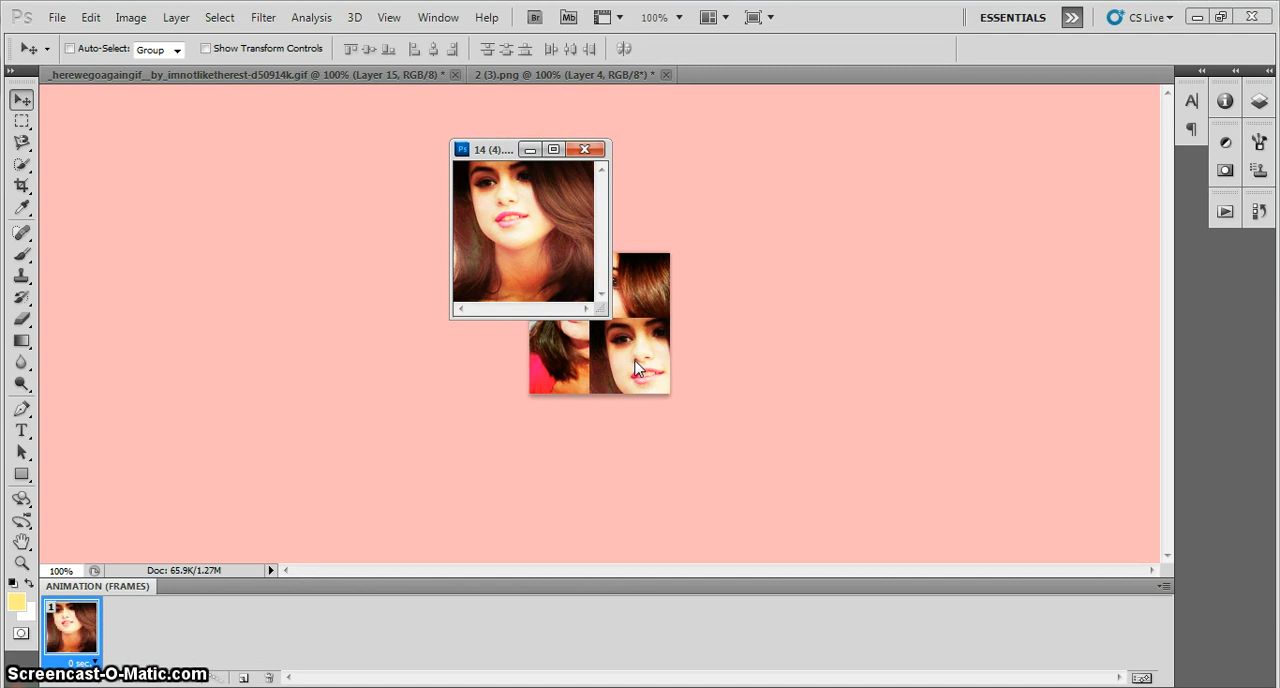 Ps File Edit Image Layer Select Filter Analysis 3D View Window Help Br Mb 100% ESSENTIALS CS Live
Auto-Select: Group Show Transform Controls
_herewegoagaingif__by_imnotliketherest-d50914k.gif @ 100% (Layer 15, RGB/8) * 2 (3).png @ 100% (Layer 4, RGB/8*) *
Ps 14 (4)....
100% Doc: 65.9K/1.27M
ANIMATION (FRAMES)
1
0 sec.
Screencast-O-Matic.com